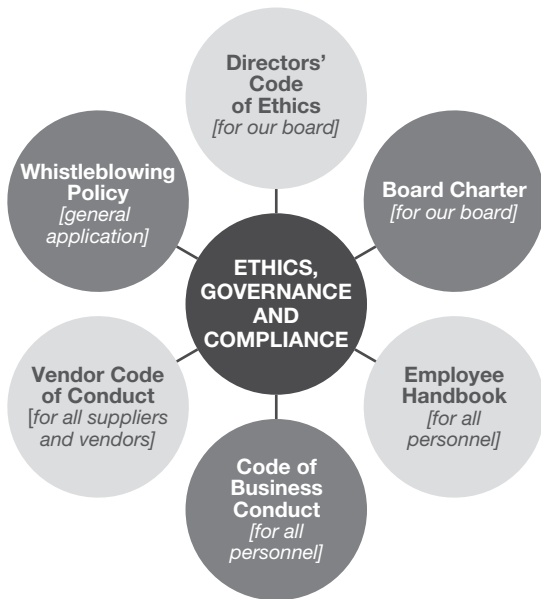 Directors'
Code
of Ethics
[for our board]
Whistleblowing
Policy
[general
application]
Board Charter
[for our board]
ETHICS,
GOVERNANCE
AND
COMPLIANCE
Vendor Code
of Conduct
[for all suppliers
and vendors]
Employee
Handbook
[for all
personnel]
Code of
Business
Conduct
[for all
personnel]